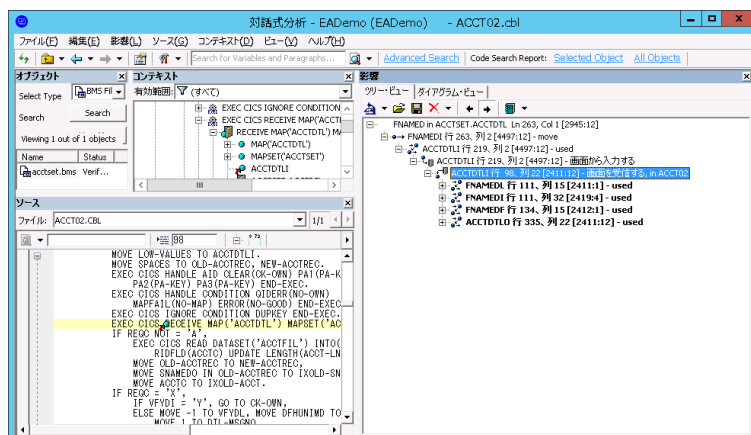 対話式分析 - EADemo (EADemo) - ACCT02.cbl
ファイル(F) 編集(E) 影響(L) ソース(G) コンテキスト(D) ビュー(V) ヘルプ(H)
Search for Variables and Paragraphs... Advanced Search Code Search Report: Selected Object All Objects
オブジェクト
Select Type BMS Fil
Search Search
Viewing 1 out of 1 objects
Name Status
acctset.bms Verif...
コンテキスト
有効範囲: (すべて)
EXEC CICS IGNORE CONDITION
EXEC CICS RECEIVE MAP('ACCT
RECEIVE MAP('ACCTDTL') M
MAP('ACCTDTL')
MAPSET('ACCTSET')
ACCTDTLI
ソース
ファイル: ACCT02.CBL 1/1
98
MOVE LOW-VALUES TO ACCTDTLI.
MOVE SPACES TO OLD-ACCTREC, NEW-ACCTREC.
EXEC CICS HANDLE AID CLEAR(CK-OWN) PA1(PA-K
PA2(PA-KEY) PA3(PA-KEY) END-EXEC.
EXEC CICS HANDLE CONDITION QIDERR(NO-OWN)
MAPFAIL(NO-MAP) ERROR(NO-GOOD) END-EXEC
EXEC CICS IGNORE CONDITION DUPKEY END-EXEC.
EXEC CICS RECEIVE MAP('ACCTDTL') MAPSET('AC
IF REQC NOT = 'A',
EXEC CICS READ DATASET('ACCTFIL') INTO(
RIDFLD(ACCTC) UPDATE LENGTH(ACCT-LN
MOVE OLD-ACCTREC TO NEW-ACCTREC,
MOVE SNAMEDO IN OLD-ACCTREC TO IXOLD-SN
MOVE ACCTC TO IXOLD-ACCT.
IF REQC = 'X',
IF VFYDI = 'Y', GO TO CK-OWN,
ELSE MOVE -1 TO VFYDL, MOVE DFHUNIMD TO
MOVE 1 TO DTL-MSGNO
影響
ツリー・ビュー ダイアグラム・ビュー
FNAMED in ACCTSET.ACCTDTL Ln 263, Col 1 [2945:12]
FNAMEDI 行 263、列 2 [4497:12] - move
ACCTDTLI 行 219、列 2 [4497:12] - used
ACCTDTLI 行 219、列 2 [4497:12] - 画面から入力する
ACCTDTLI 行 98、列 22 [2411:12] - 画面を受信する, in ACCT02
FNAMEDL 行 111、列 15 [2411:1] - used
FNAMEDI 行 111、列 32 [2419:4] - used
FNAMEDF 行 134、列 15 [2412:1] - used
ACCTDTLO 行 335、列 22 [2411:12] - used